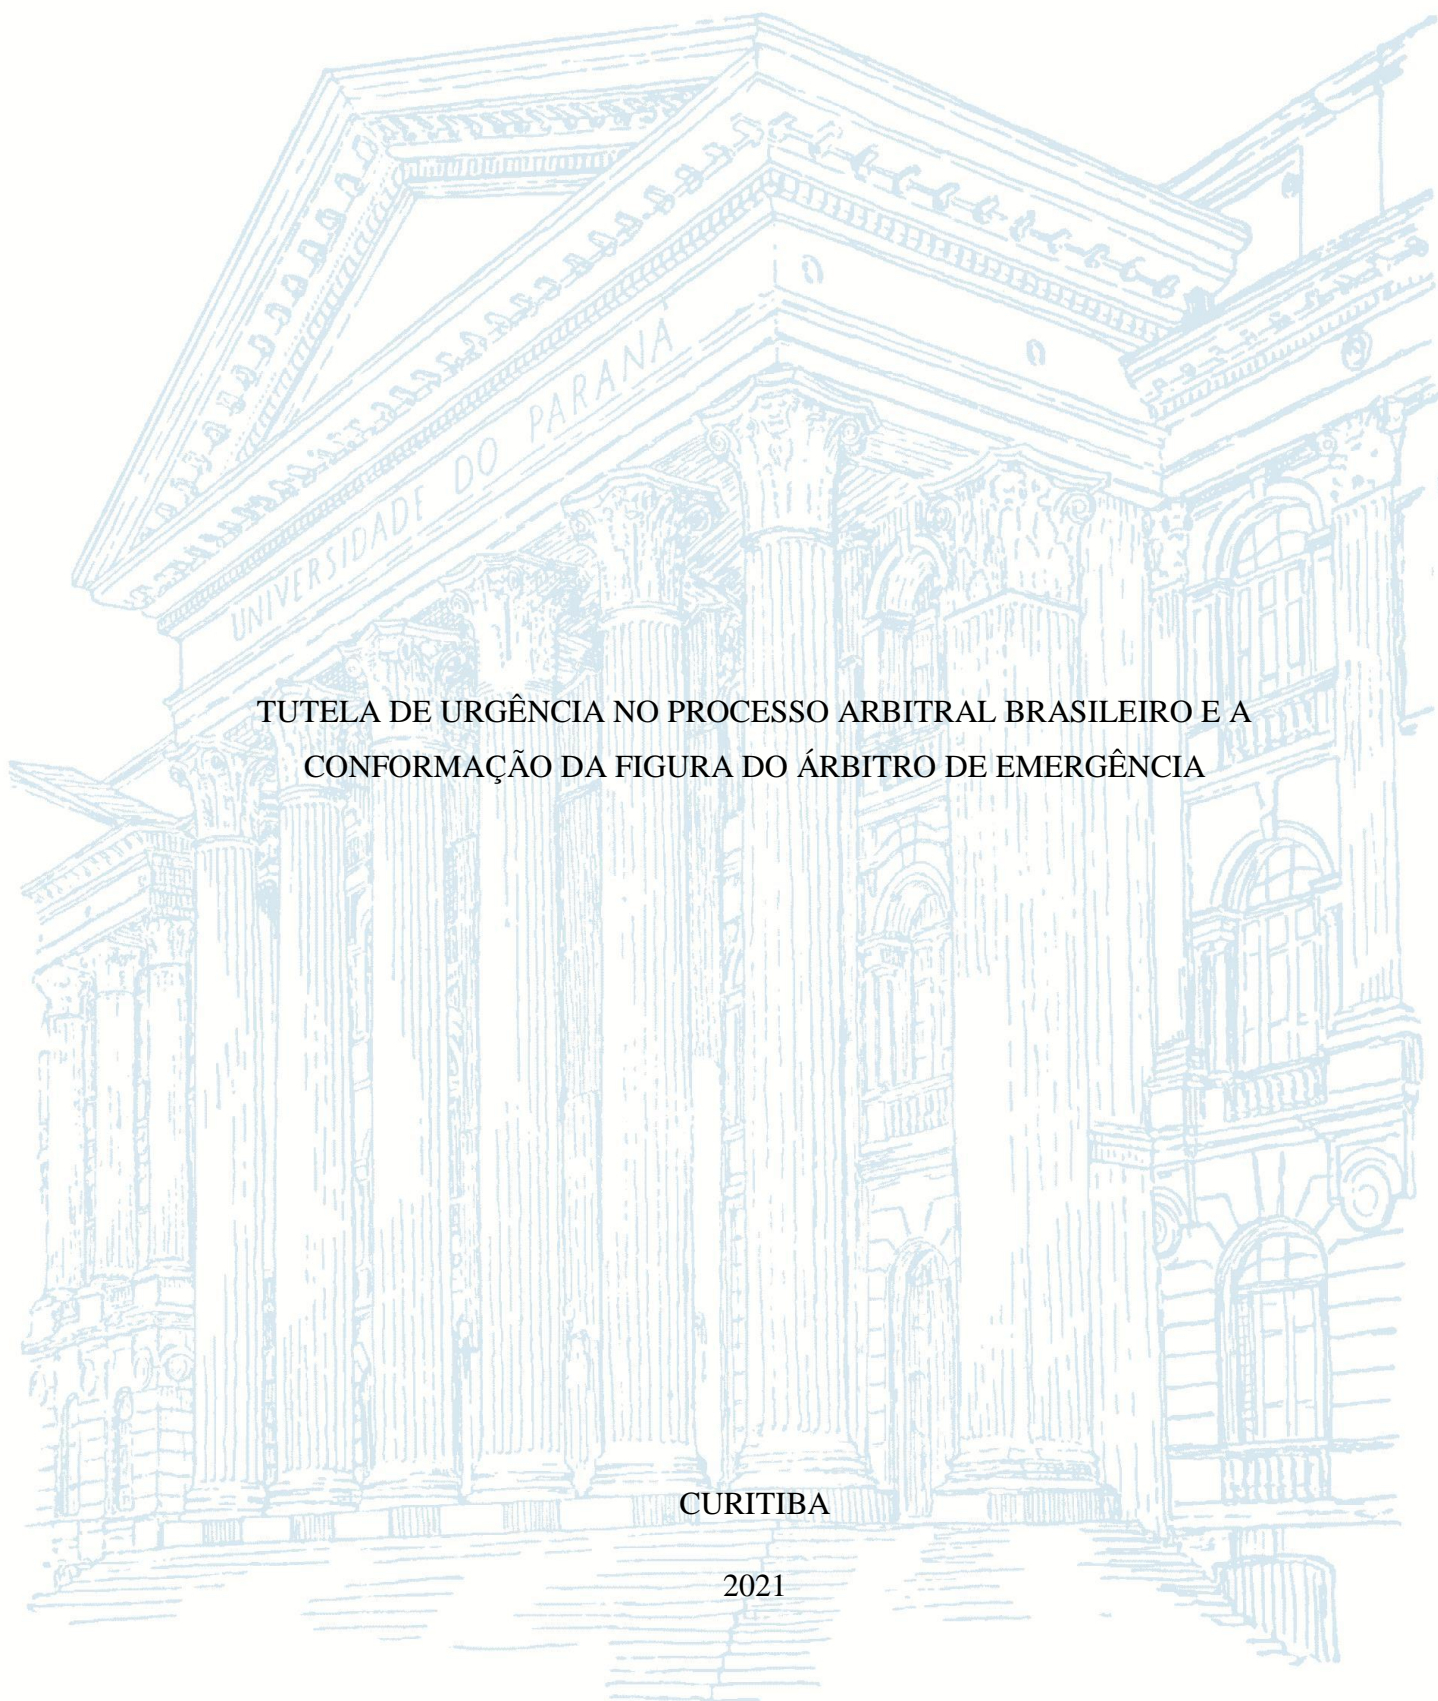 UNIVERSIDADE DO PARANÁ
TUTELA DE URGÊNCIA NO PROCESSO ARBITRAL BRASILEIRO E A
CONFORMAÇÃO DA FIGURA DO ÁRBITRO DE EMERGÊNCIA
CURITIBA
2021